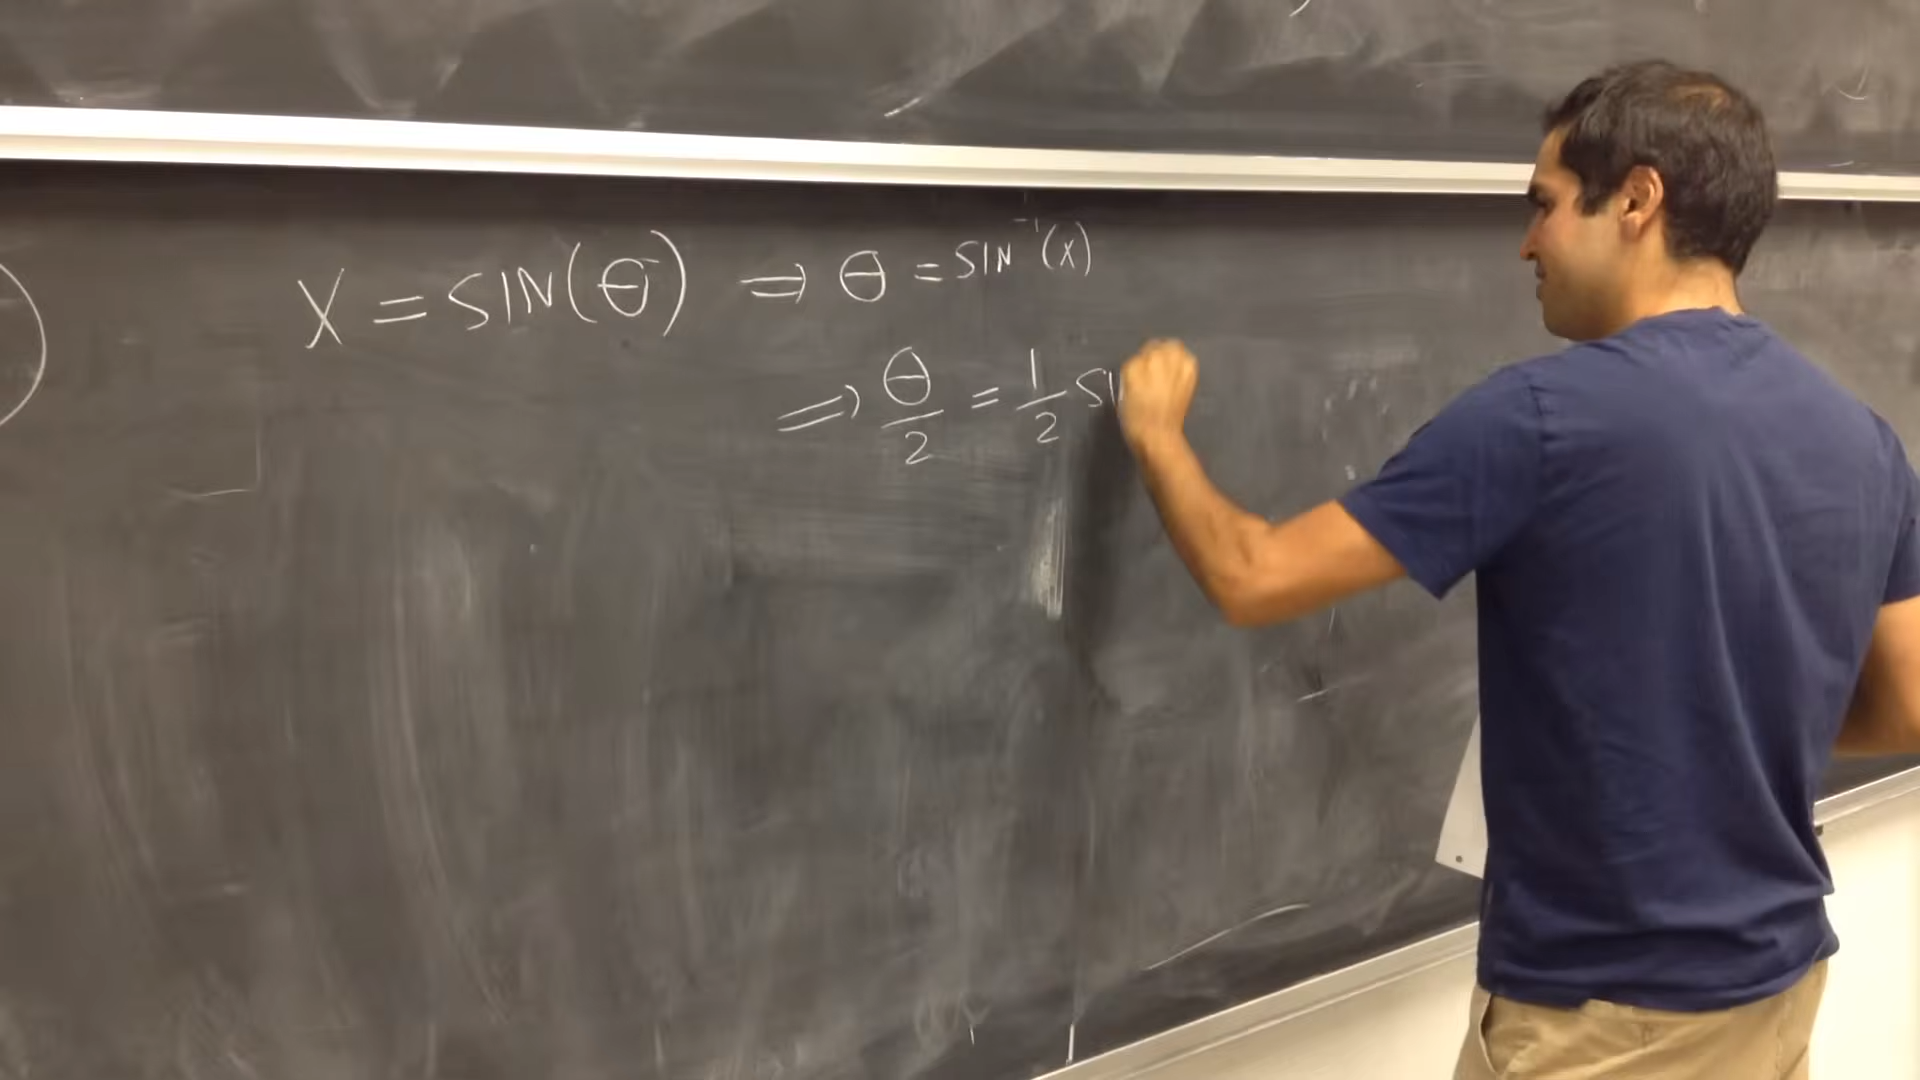 X = SIN(θ) ⇒ θ = SIN⁻¹(X)
⇒ θ/2 = 1/2 SI